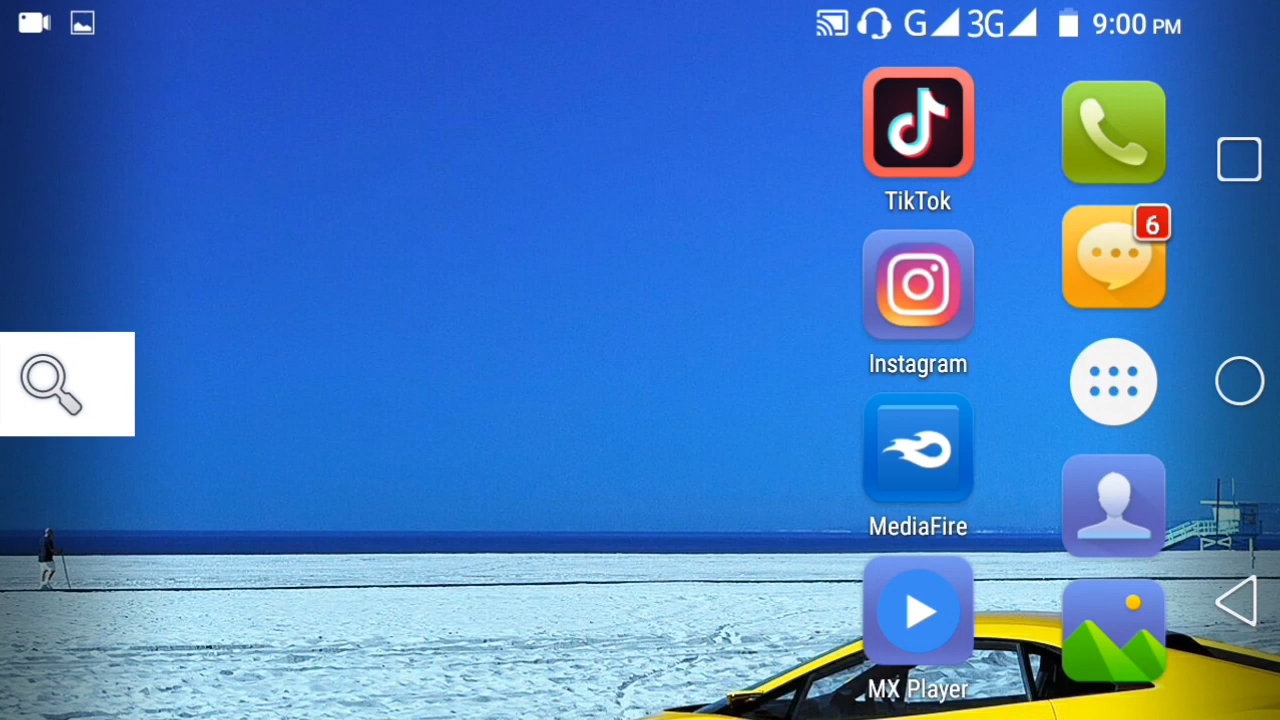 G 3G 9:00 PM
TikTok
6
Instagram
MediaFire
MX Player